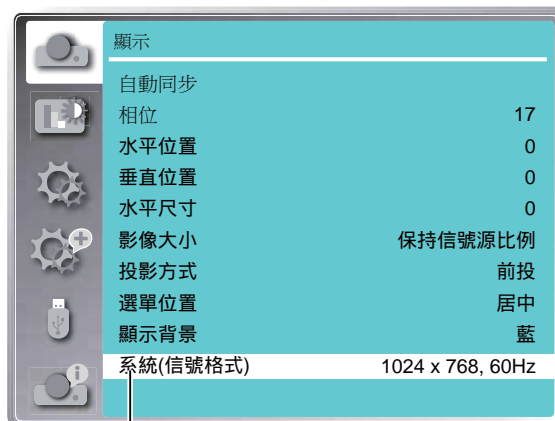 顯示
自動同步
相位 17
水平位置 0
垂直位置 0
水平尺寸 0
影像大小 保持信號源比例
投影方式 前投
選單位置 居中
顯示背景 藍
系統(信號格式) 1024 x 768, 60Hz